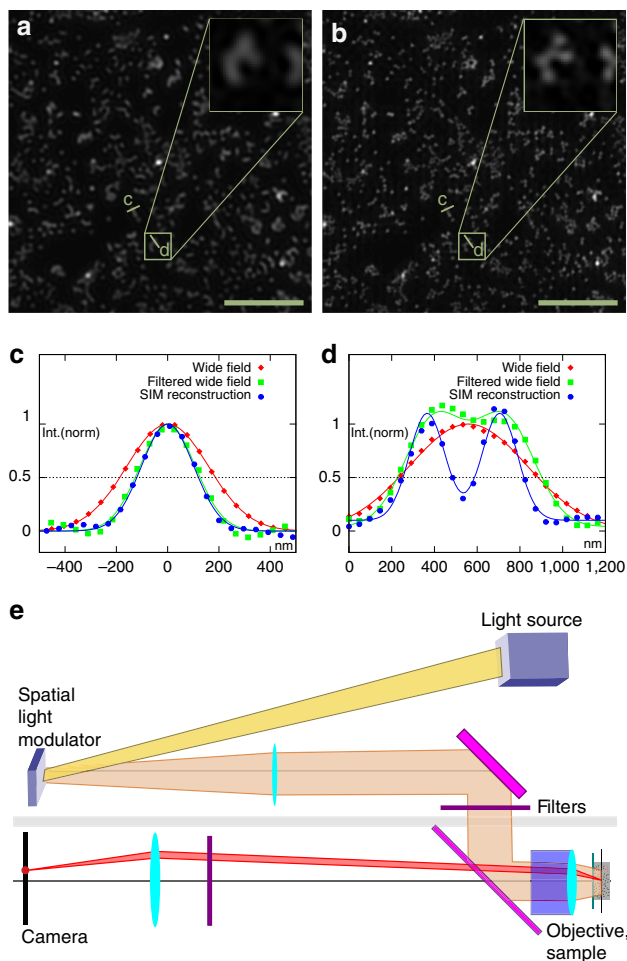 a
b
c
d
c
d
c
d
Wide field
Filtered wide field
SIM reconstruction
1
Int.(norm)
0.5
0
nm
–400
–200
0
200
400
Wide field
Filtered wide field
SIM reconstruction
1
Int.(norm)
0.5
0
nm
0
200
400
600
800
1,000
1,200
e
Light source
Spatial
light
modulator
Filters
Camera
Objective,
sample